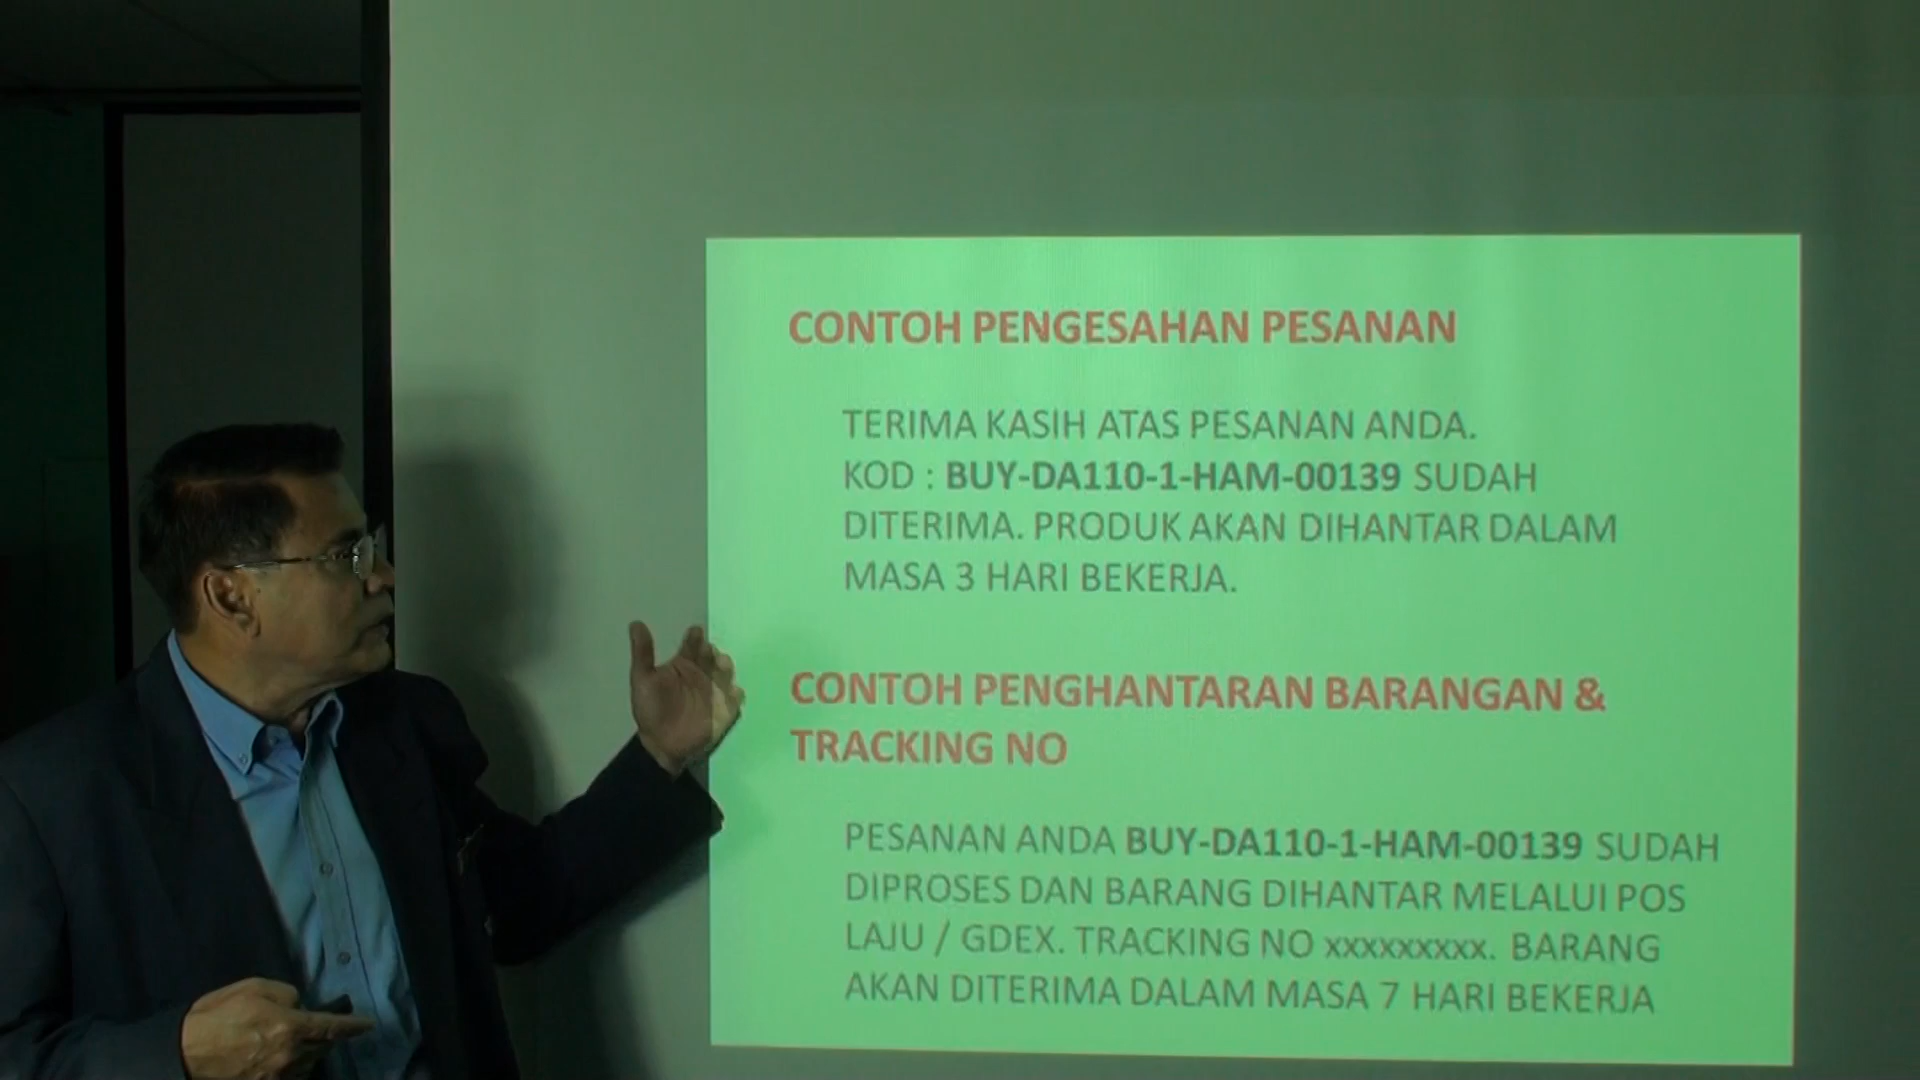 CONTOH PENGESAHAN PESANAN
TERIMA KASIH ATAS PESANAN ANDA.
KOD : BUY-DA110-1-HAM-00139 SUDAH
DITERIMA. PRODUK AKAN DIHANTAR DALAM
MASA 3 HARI BEKERJA.
CONTOH PENGHANTARAN BARANGAN &
TRACKING NO
PESANAN ANDA BUY-DA110-1-HAM-00139 SUDAH
DIPROSES DAN BARANG DIHANTAR MELALUI POS
LAJU / GDEX. TRACKING NO xxxxxxxxx. BARANG
AKAN DITERIMA DALAM MASA 7 HARI BEKERJA